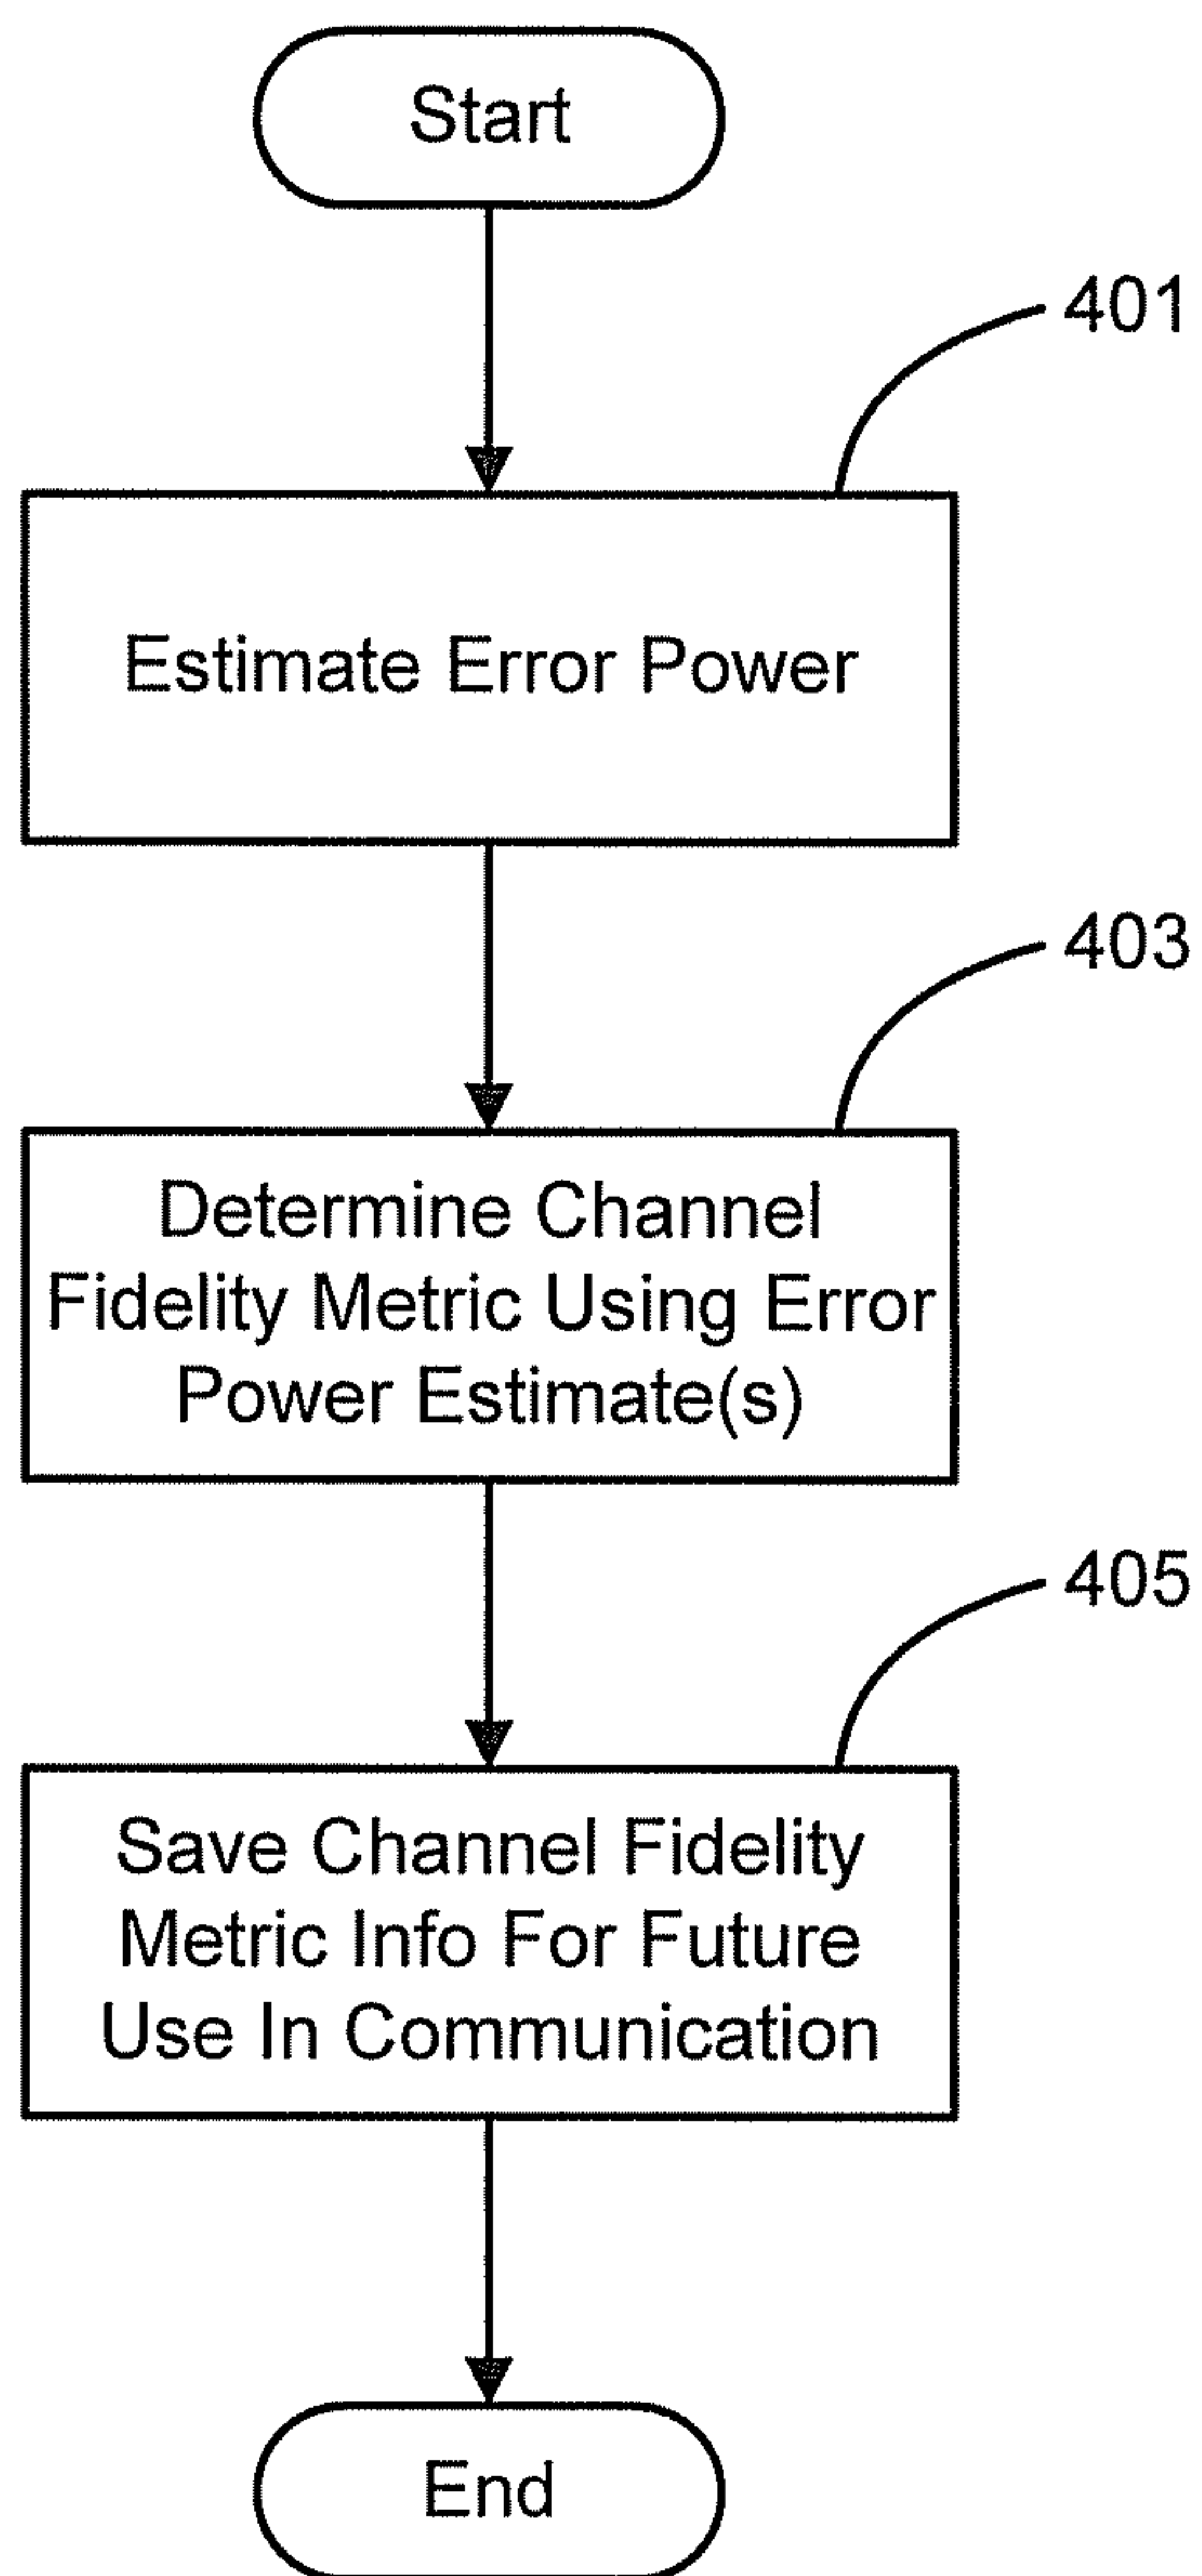 Start
401
Estimate Error Power
403
Determine Channel
Fidelity Metric Using Error
Power Estimate(s)
405
Save Channel Fidelity
Metric Info For Future
Use In Communication
End